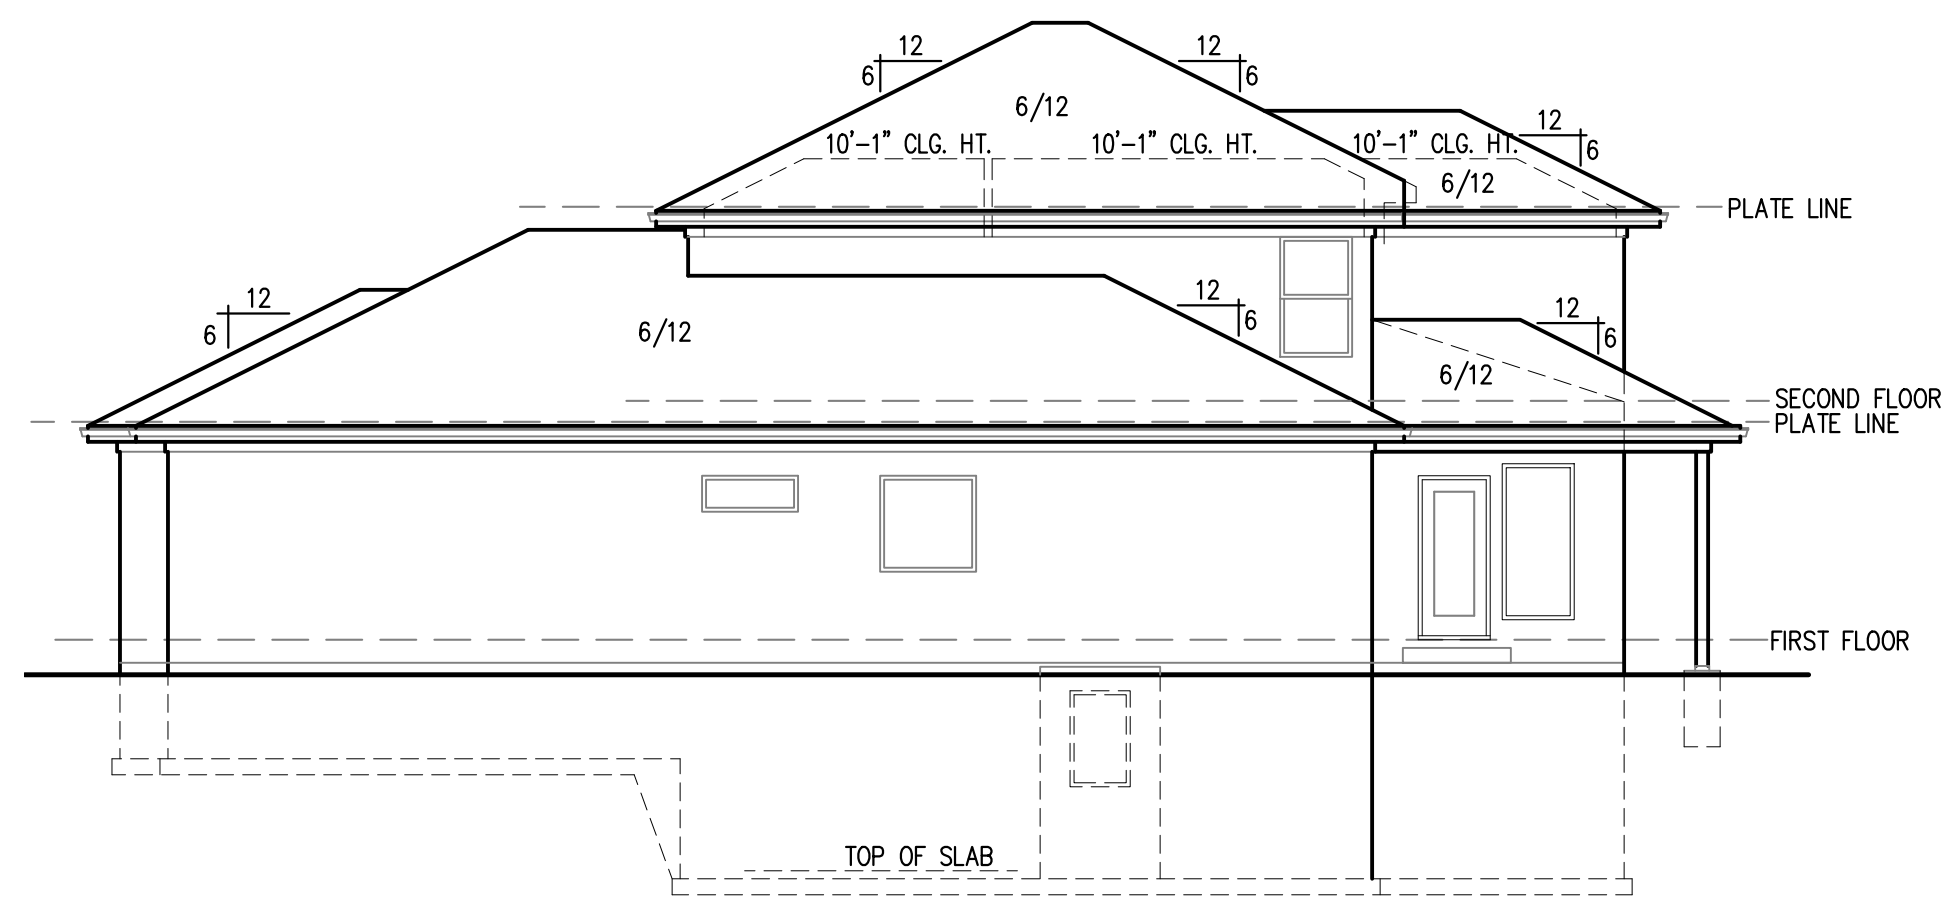 12
6
12
6
6/12
12
6
10'-1" CLG. HT.
10'-1" CLG. HT.
10'-1" CLG. HT.
6/12
PLATE LINE
12
6
12
6
12
6
6/12
6/12
SECOND FLOOR
PLATE LINE
FIRST FLOOR
TOP OF SLAB